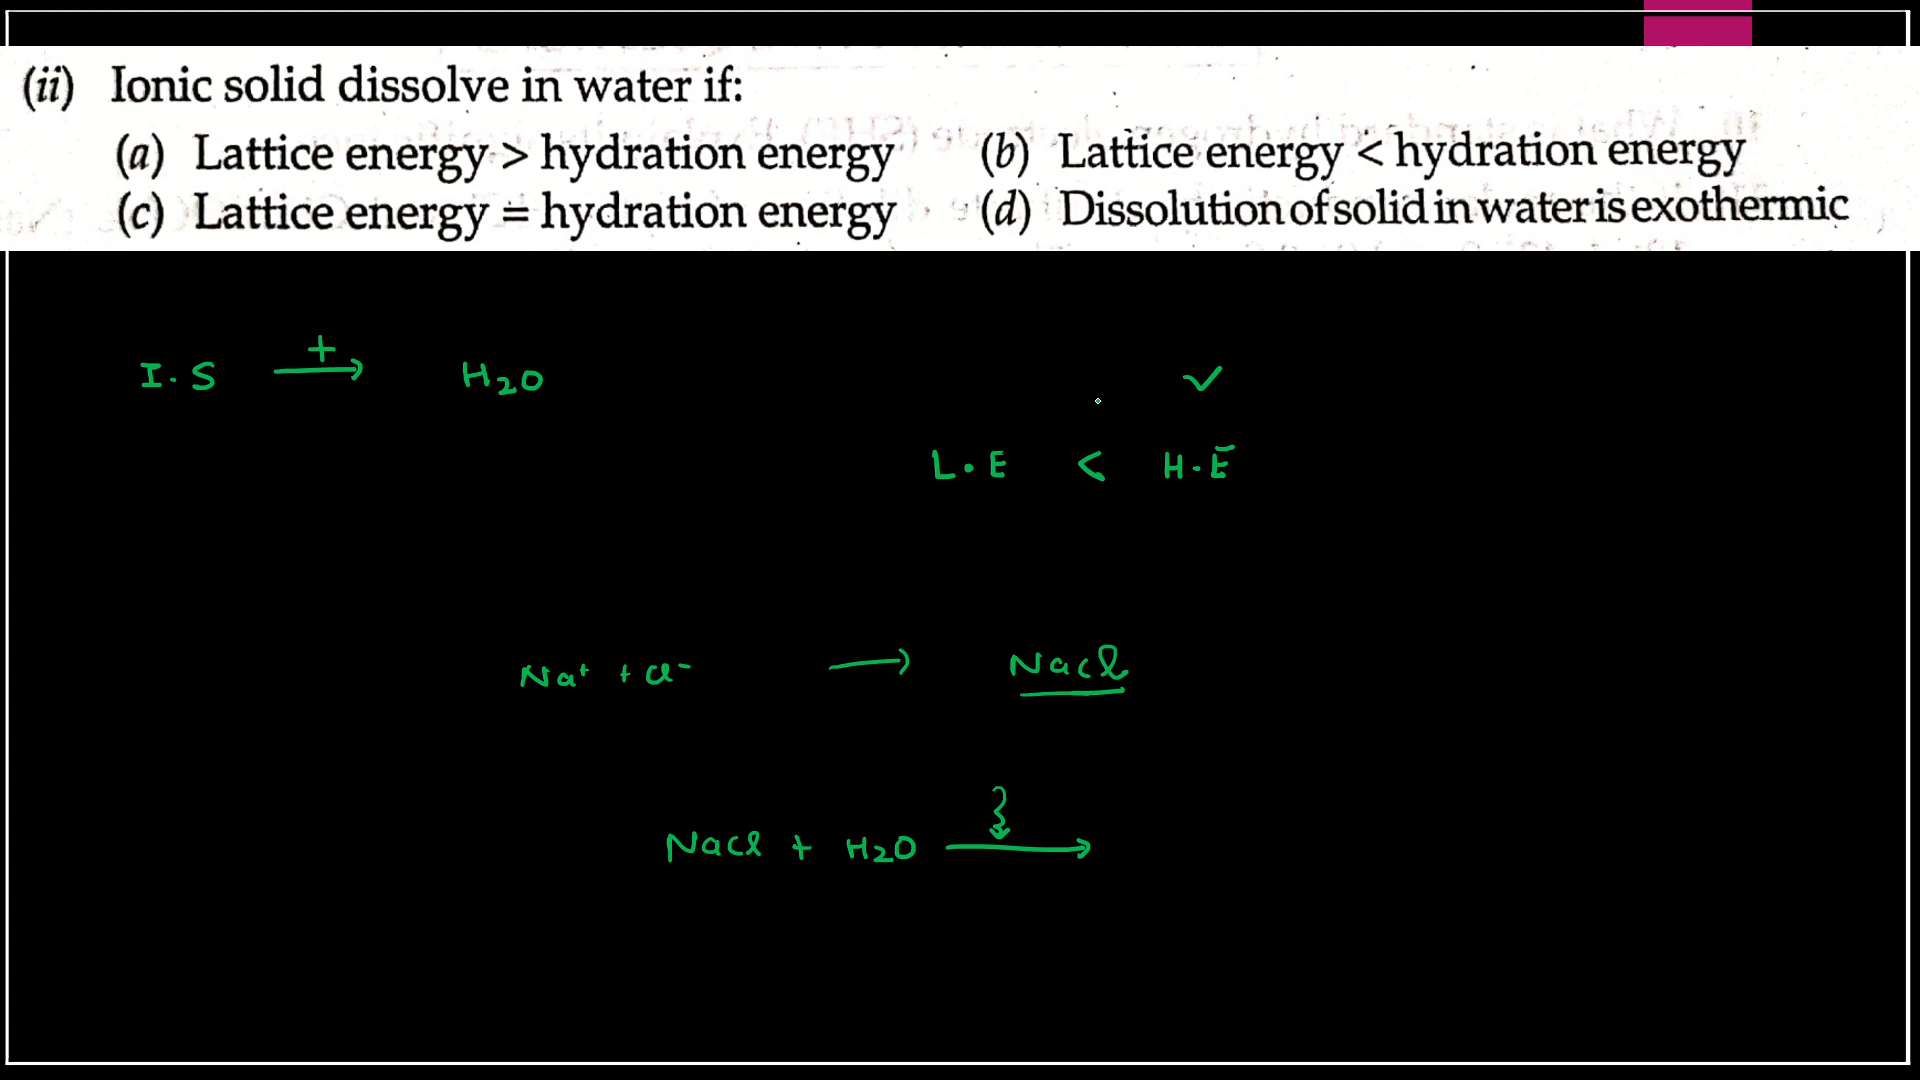 (ii) Ionic solid dissolve in water if:
(a) Lattice energy > hydration energy (b) Lattice energy < hydration energy
(c) Lattice energy = hydration energy (d) Dissolution of solid in water is exothermic
I.S + → H₂O ✓
L.E < H.E
Na⁺ + Cl⁻ → NaCl
NaCl + H₂O →